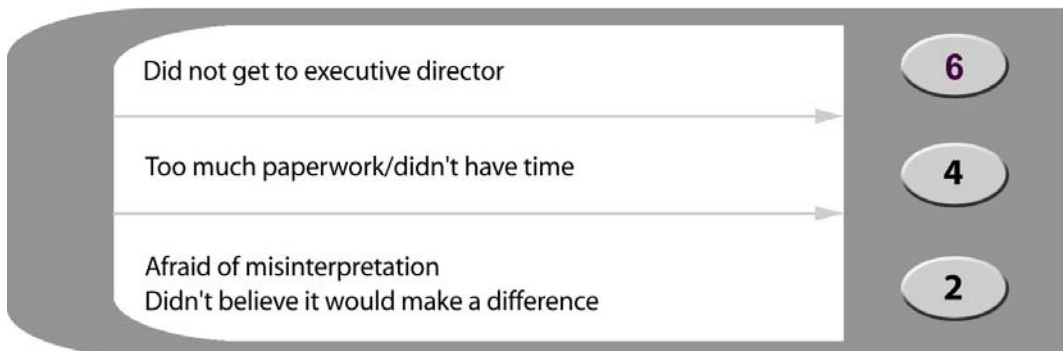 Did not get to executive director
6
Too much paperwork/didn't have time
4
Afraid of misinterpretation
Didn't believe it would make a difference
2